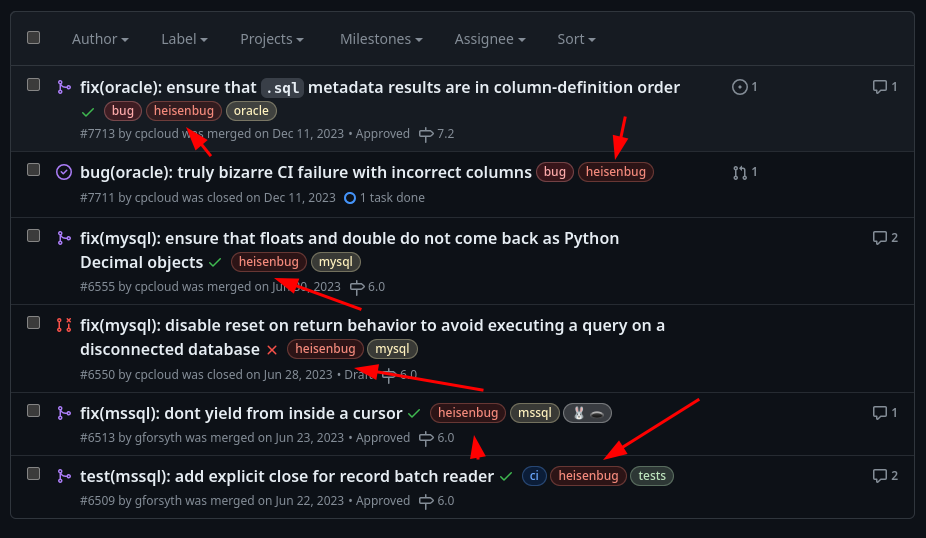 Author Label Projects Milestones Assignee Sort
fix(oracle): ensure that .sql metadata results are in column-definition order 1 1
bug heisenbug oracle
#7713 by cpcloud was merged on Dec 11, 2023 • Approved 7.2
bug(oracle): truly bizarre CI failure with incorrect columns bug heisenbug 1
#7711 by cpcloud was closed on Dec 11, 2023 1 task done
fix(mysql): ensure that floats and double do not come back as Python 2
Decimal objects heisenbug mysql
#6555 by cpcloud was merged on Jun 30, 2023 6.0
fix(mysql): disable reset on return behavior to avoid executing a query on a
disconnected database heisenbug mysql
#6550 by cpcloud was closed on Jun 28, 2023 • Draft 6.0
fix(mssql): dont yield from inside a cursor heisenbug mssql 🐰🕳️ 1
#6513 by gforsyth was merged on Jun 23, 2023 • Approved 6.0
test(mssql): add explicit close for record batch reader ci heisenbug tests 2
#6509 by gforsyth was merged on Jun 22, 2023 • Approved 6.0